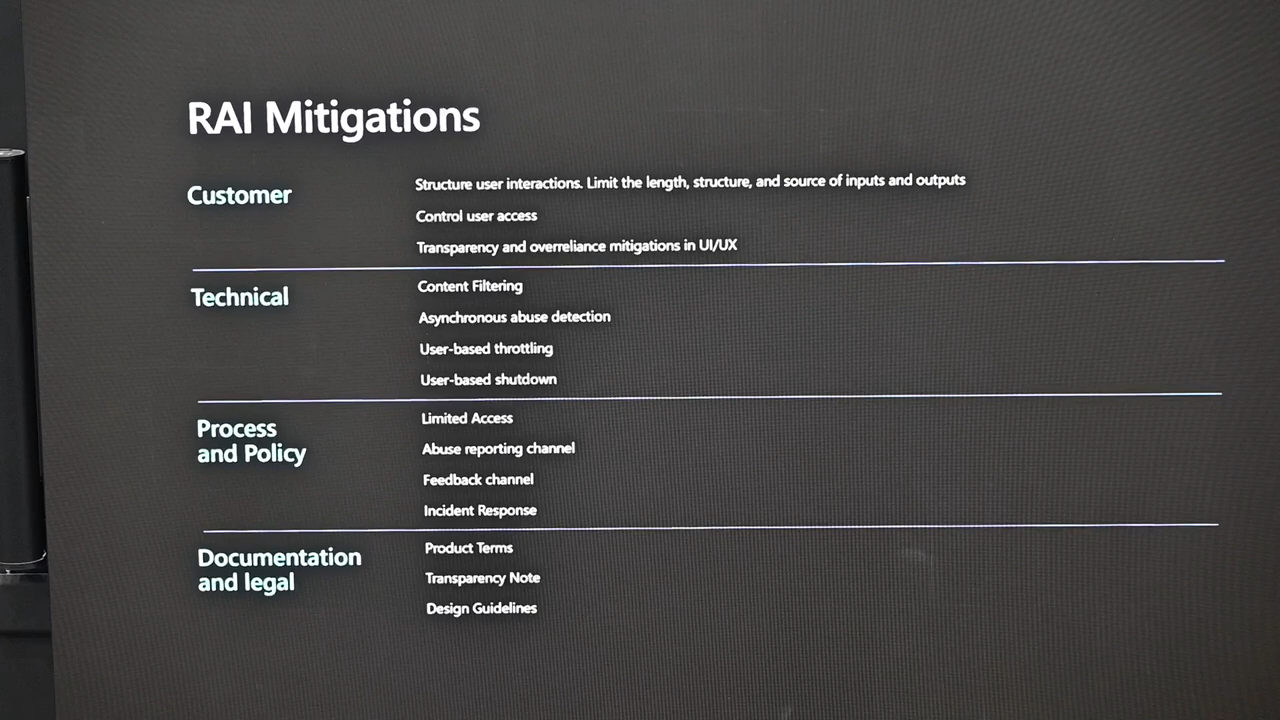 RAI Mitigations
Customer
Structure user interactions. Limit the length, structure, and source of inputs and outputs
Control user access
Transparency and overreliance mitigations in UI/UX
Technical
Content Filtering
Asynchronous abuse detection
User-based throttling
User-based shutdown
Process
and Policy
Limited Access
Abuse reporting channel
Feedback channel
Incident Response
Documentation
and legal
Product Terms
Transparency Note
Design Guidelines